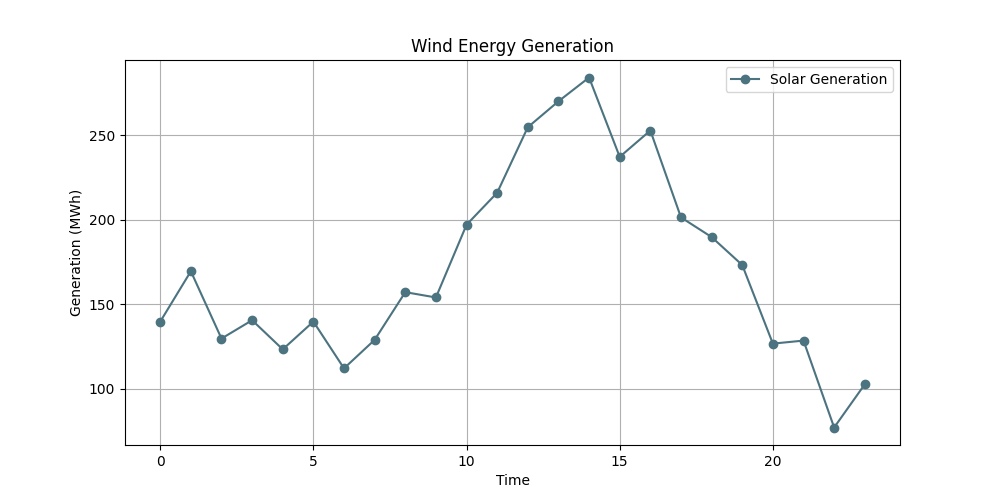 Wind Energy Generation
Solar Generation
Generation (MWh)
250
200
150
100
0 5 10 15 20
Time